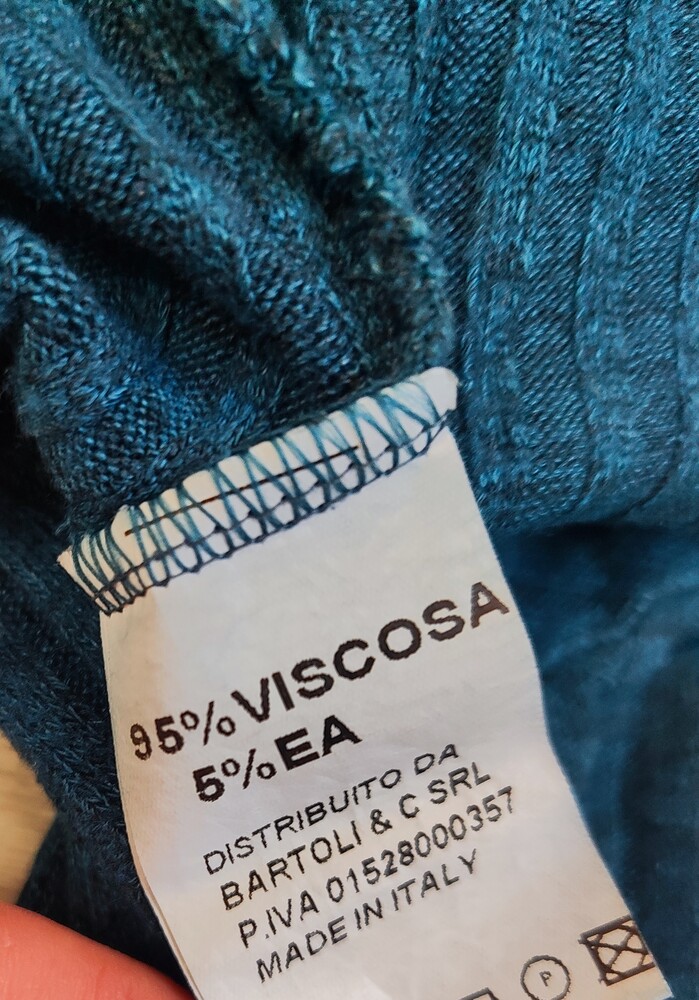 95% VISCOSA
5% EA
DISTRIBUITO DA
BARTOLI & C SRL
P.IVA 01528000357
MADE IN ITALY
P